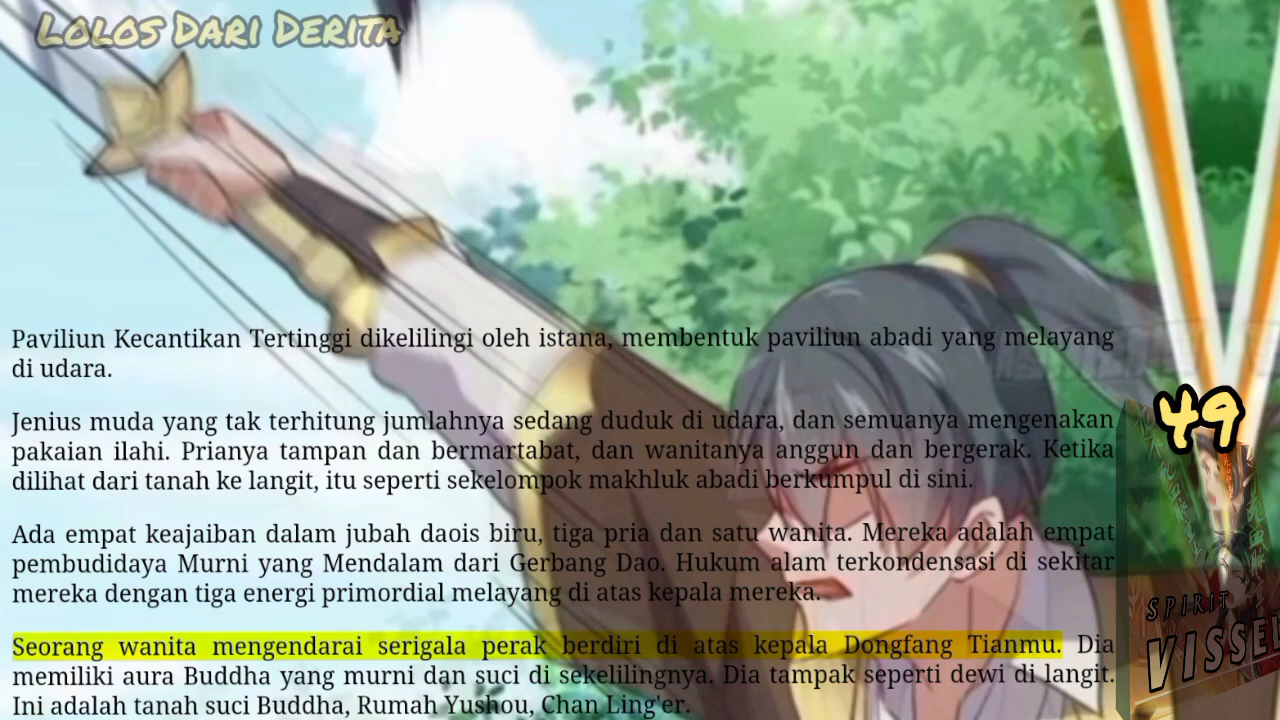 LOLOS DARI DERITA
Paviliun Kecantikan Tertinggi dikelilingi oleh istana, membentuk paviliun abadi yang melayang
di udara.
Jenius muda yang tak terhitung jumlahnya sedang duduk di udara, dan semuanya mengenakan
pakaian ilahi. Prianya tampan dan bermartabat, dan wanitanya anggun dan bergerak. Ketika
dilihat dari tanah ke langit, itu seperti sekelompok makhluk abadi berkumpul di sini.
Ada empat keajaiban dalam jubah daois biru, tiga pria dan satu wanita. Mereka adalah empat
pembudidaya Murni yang Mendalam dari Gerbang Dao. Hukum alam terkondensasi di sekitar
mereka dengan tiga energi primordial melayang di atas kepala mereka.
Seorang wanita mengendarai serigala perak berdiri di atas kepala Dongfang Tianmu. Dia
memiliki aura Buddha yang murni dan suci di sekelilingnya. Dia tampak seperti dewi di langit.
Ini adalah tanah suci Buddha, Rumah Yushou, Chan Ling'er.
49
SPIRIT